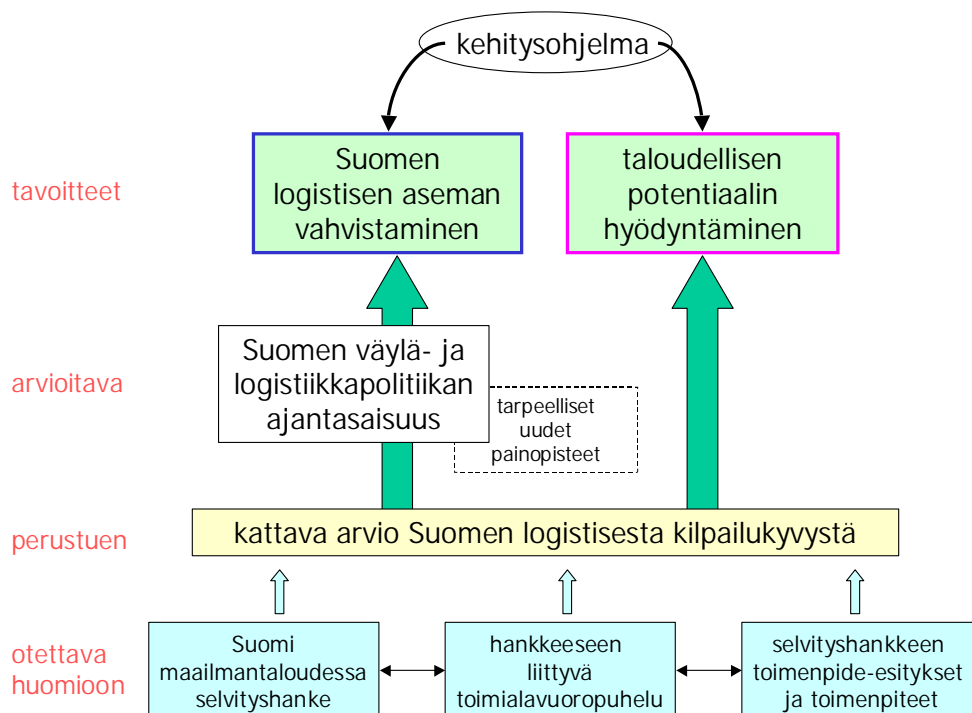 kehitysohjelma
tavoitteet
Suomen
logistisen aseman
vahvistaminen
taloudellisen
potentiaalin
hyödyntäminen
arvioitava
Suomen väylä- ja
logistiikkapolitiikan
ajantasaisuus
tarpeelliset
uudet
painopisteet
perustuen
kattava arvio Suomen logistisesta kilpailukyvystä
otettava
huomioon
Suomi
maailmantaloudessa
selvityshanke
hankkeeseen
liittyvä
toimialavuoropuhelu
selvityshankkeen
toimenpide-esitykset
ja toimenpiteet